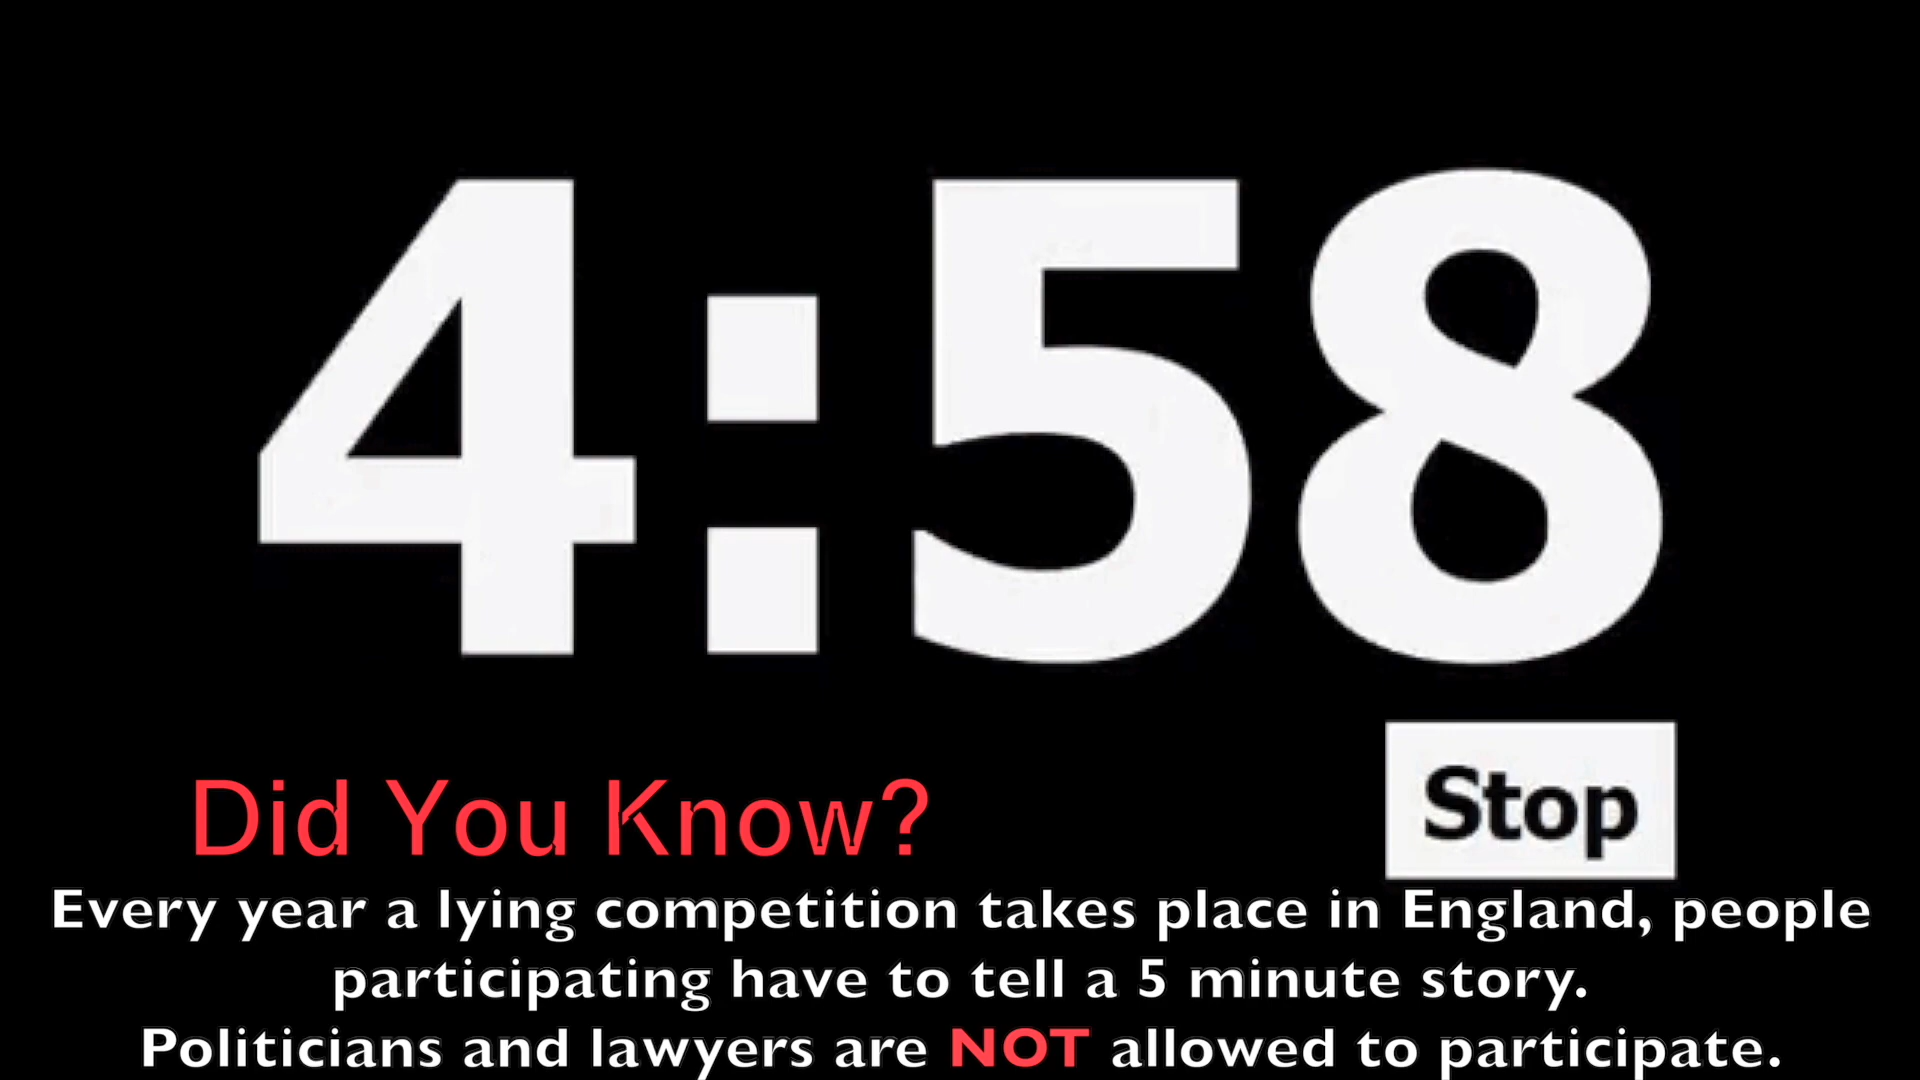 4:58
Stop
Did You Know?
Every year a lying competition takes place in England, people
participating have to tell a 5 minute story.
Politicians and lawyers are NOT allowed to participate.